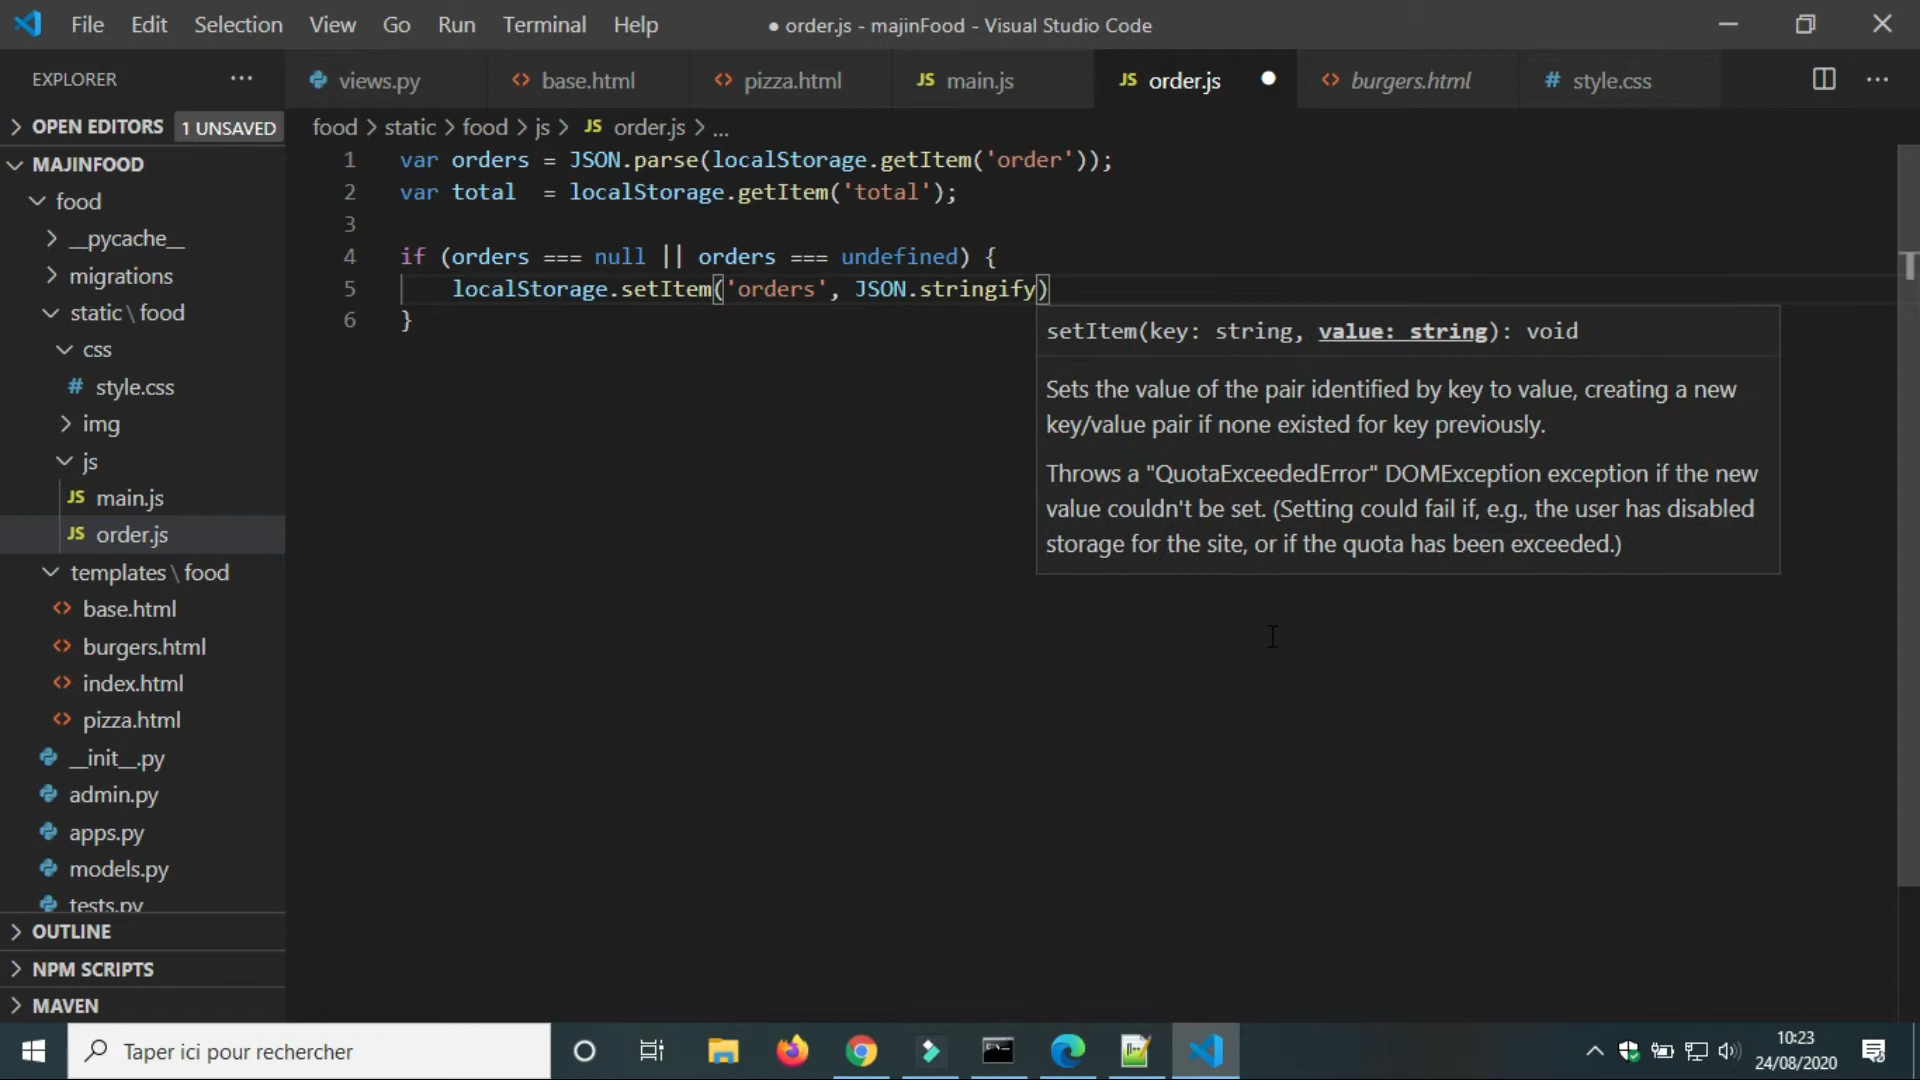 File Edit Selection View Go Run Terminal Help
● order.js - majinFood - Visual Studio Code
EXPLORER ...
views.py
<> base.html
<> pizza.html
JS main.js
JS order.js ●
<> burgers.html
# style.css
...
> OPEN EDITORS 1 UNSAVED
MAJINFOOD
food
> __pycache__
> migrations
static \ food
css
# style.css
> img
js
JS main.js
JS order.js
templates \ food
<> base.html
<> burgers.html
<> index.html
<> pizza.html
__init__.py
admin.py
apps.py
models.py
tests.py
> OUTLINE
> NPM SCRIPTS
> MAVEN
food > static > food > js > JS order.js > ...
1 var orders = JSON.parse(localStorage.getItem('order'));
2 var total  = localStorage.getItem('total');
3
4 if (orders === null || orders === undefined) {
5     localStorage.setItem('orders', JSON.stringify)
6 }
setItem(key: string, value: string): void
Sets the value of the pair identified by key to value, creating a new
key/value pair if none existed for key previously.
Throws a "QuotaExceededError" DOMException exception if the new
value couldn't be set. (Setting could fail if, e.g., the user has disabled
storage for the site, or if the quota has been exceeded.)
Taper ici pour rechercher
10:23
24/08/2020